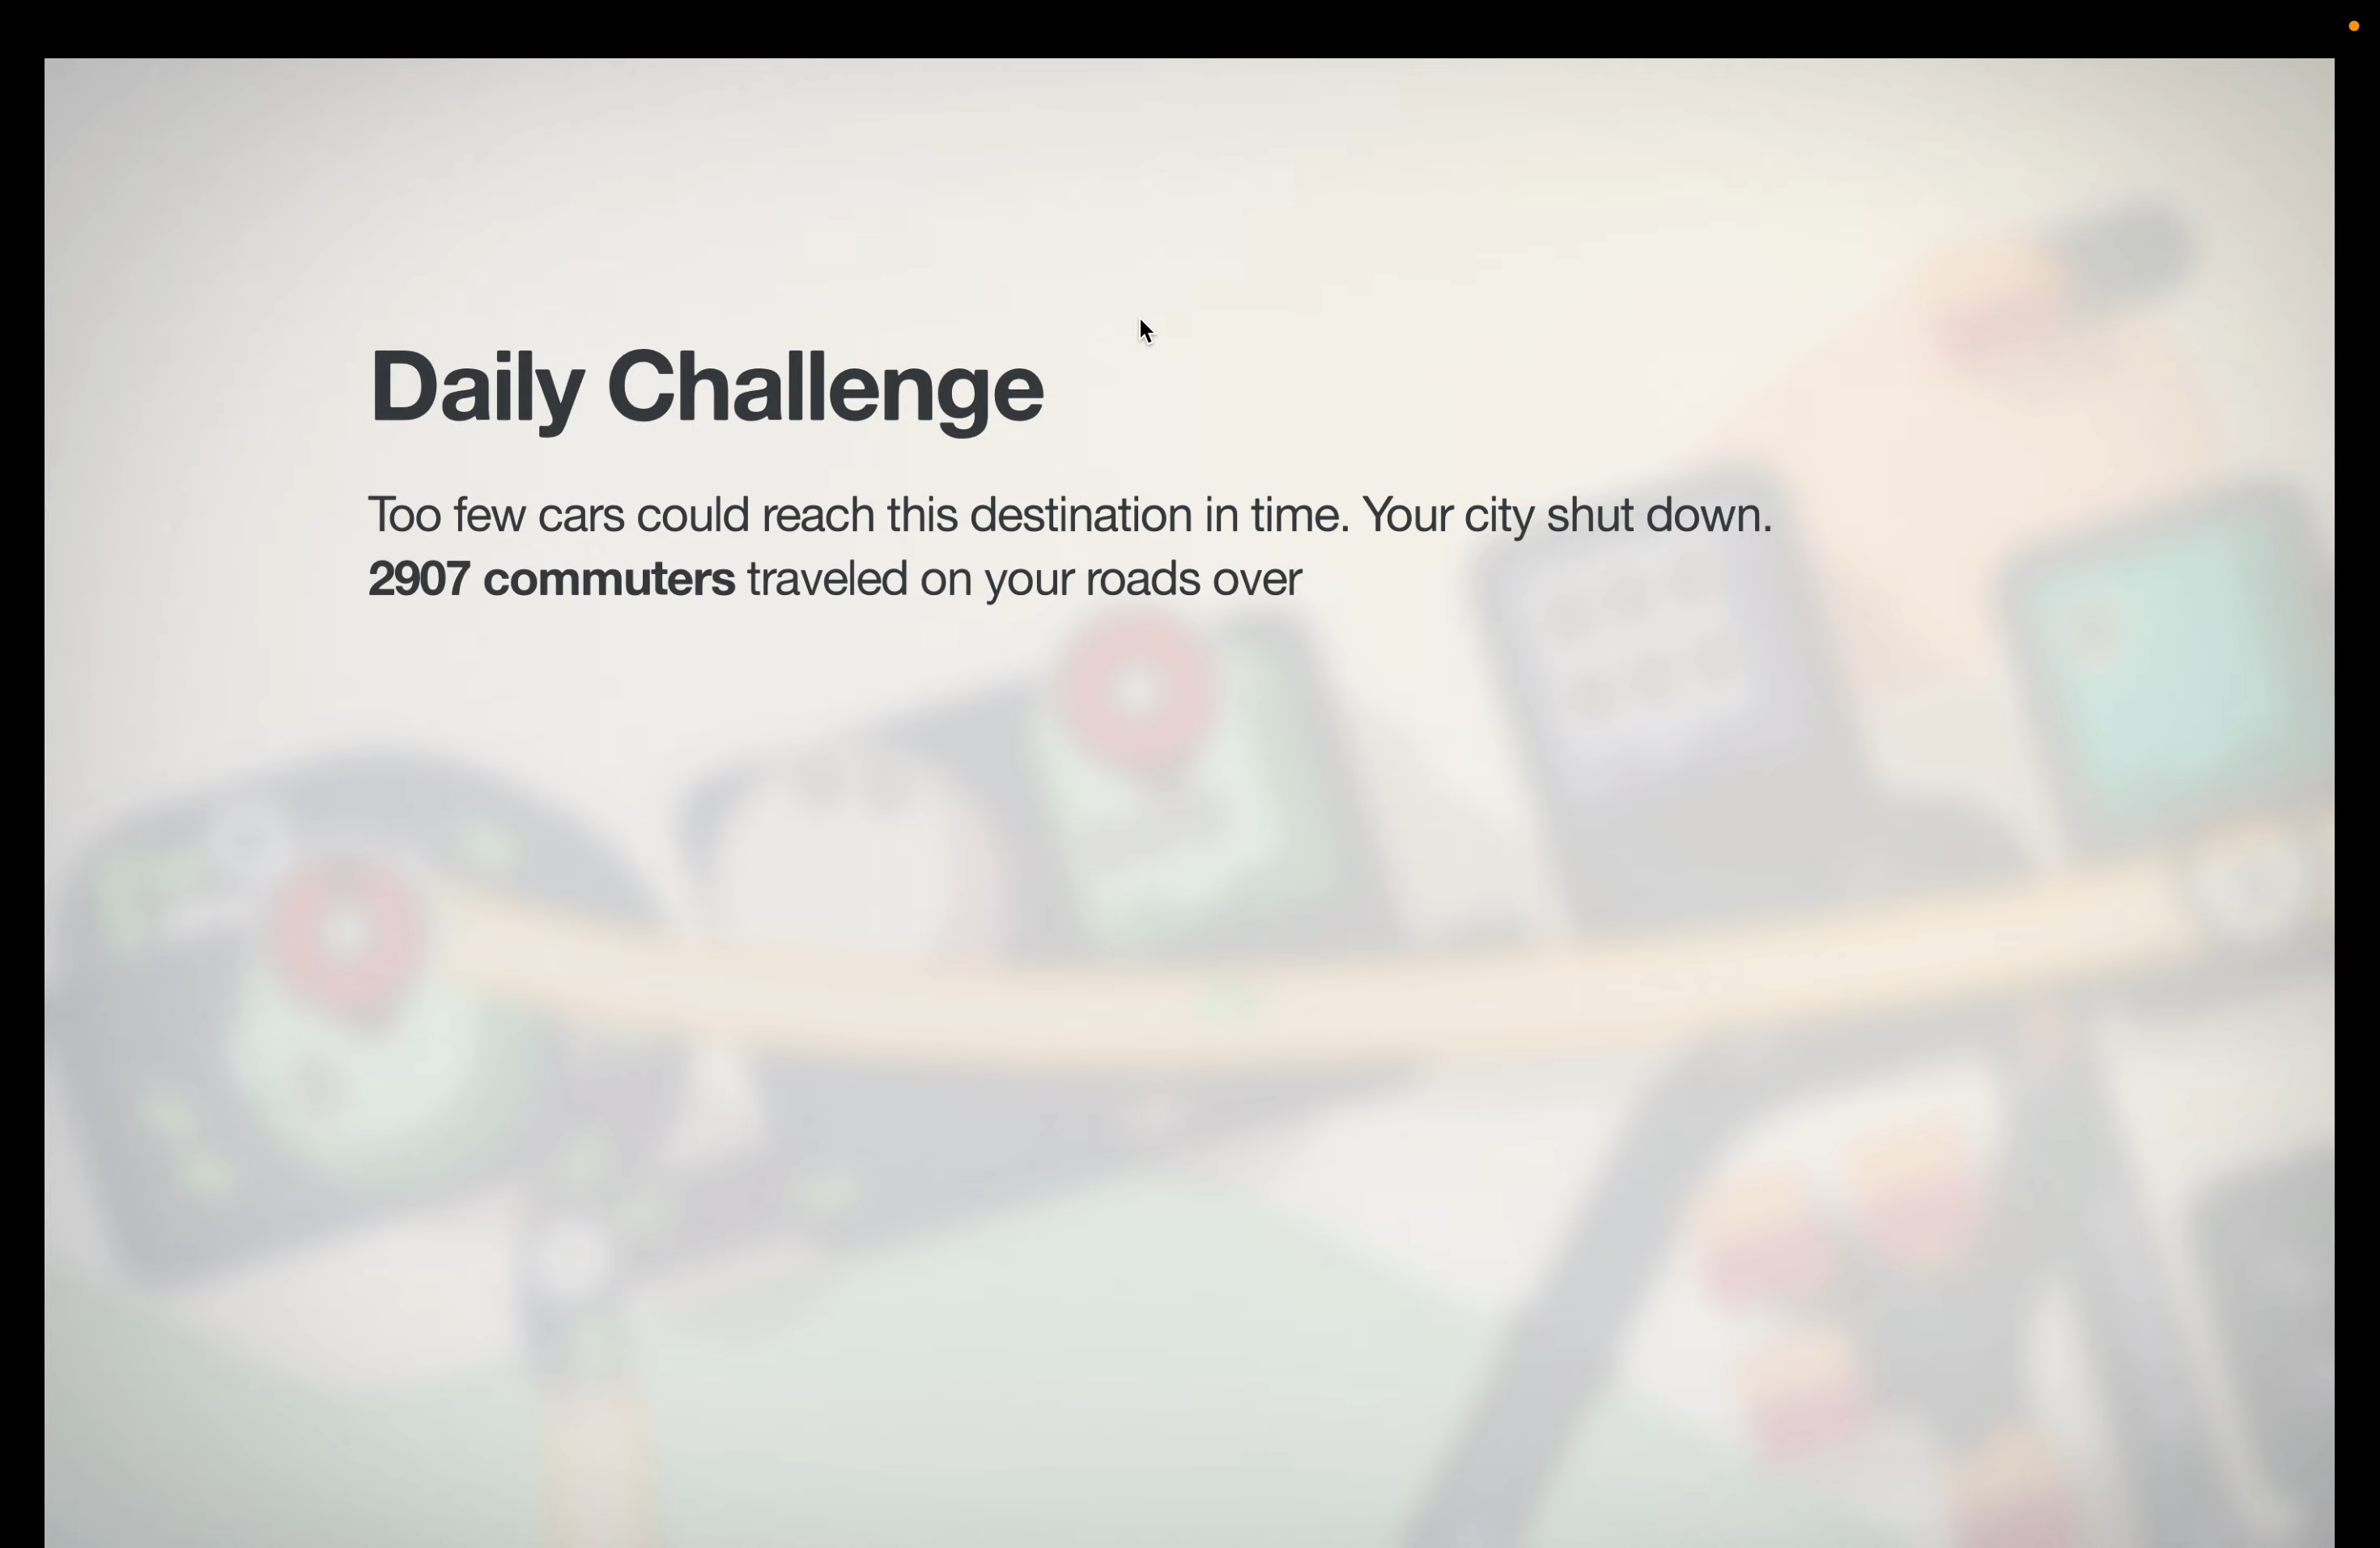 Daily Challenge
Too few cars could reach this destination in time. Your city shut down.
2907 commuters traveled on your roads over